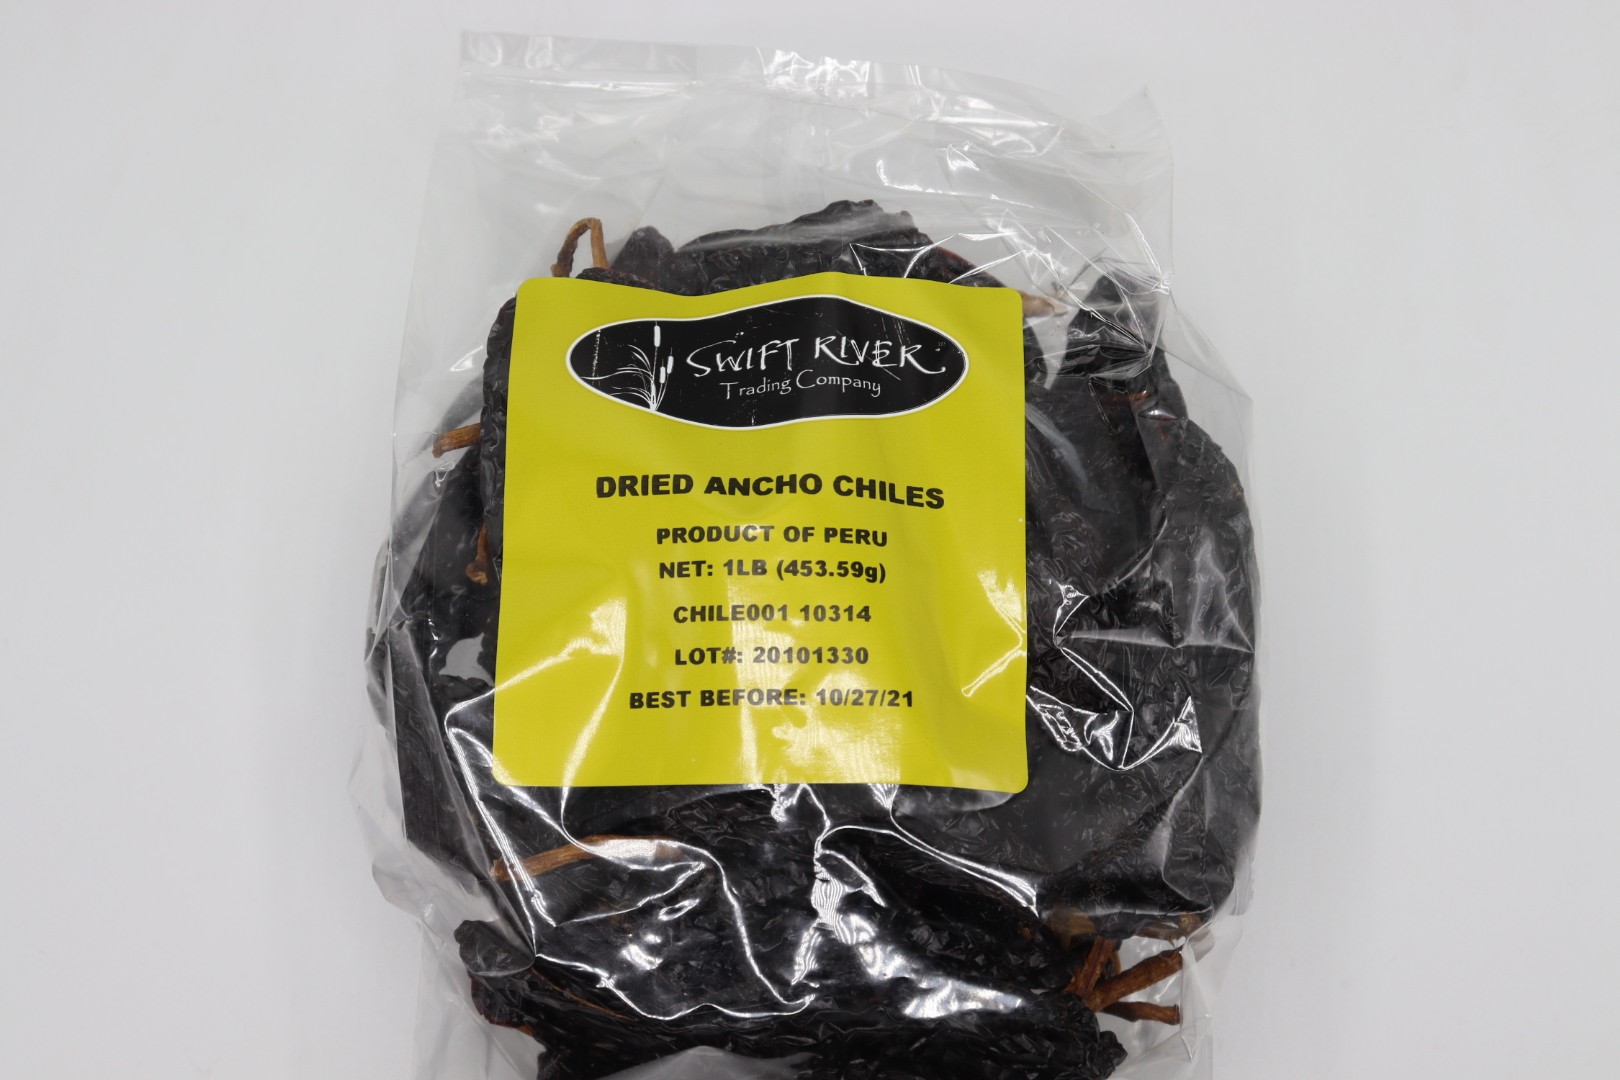 SWIFT RIVER
Trading Company
DRIED ANCHO CHILES
PRODUCT OF PERU
NET: 1LB (453.59g)
CHILE001 10314
LOT#: 20101330
BEST BEFORE: 10/27/21